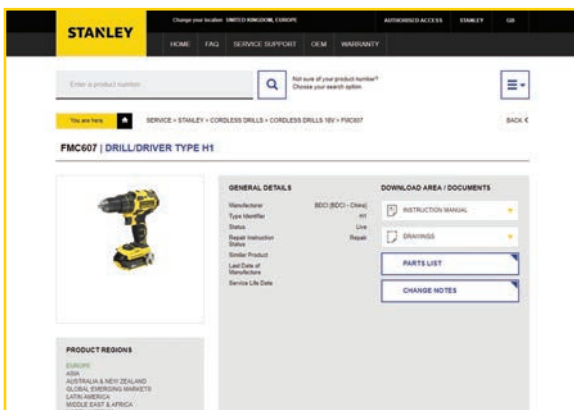 STANLEY
Change your location UNITED KINGDOM, EUROPE
AUTHORISED ACCESS STANLEY GB
HOME FAQ SERVICE SUPPORT OEM WARRANTY
Enter a product number
Not sure of your product number?
Choose your search option
You are here
SERVICE > STANLEY > CORDLESS DRILLS > CORDLESS DRILLS 18V > FMC607
BACK
FMC607 | DRILL/DRIVER TYPE H1
GENERAL DETAILS
Manufacturer BDCI [BDCI - China]
Type Identifier H1
Status Live
Repair Instruction Repair
Status
Similar Product
Last Date of
Manufacture
Service Life Date
DOWNLOAD AREA / DOCUMENTS
INSTRUCTION MANUAL
DRAWINGS
PARTS LIST
CHANGE NOTES
PRODUCT REGIONS
EUROPE
ASIA
AUSTRALIA & NEW ZEALAND
GLOBAL EMERGING MARKETS
LATIN AMERICA
MIDDLE EAST & AFRICA